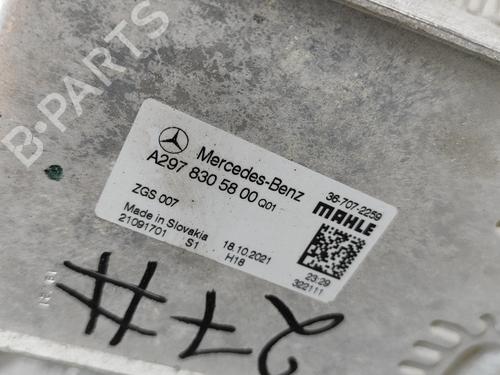 B-PARTS
Mercedes-Benz
A297 830 58 00 Q01
36-707-2259
MAHLE
ZGS 007
Made in Slovakia
21091701 S1
18.10.2021
H18
23:29
322111
27#